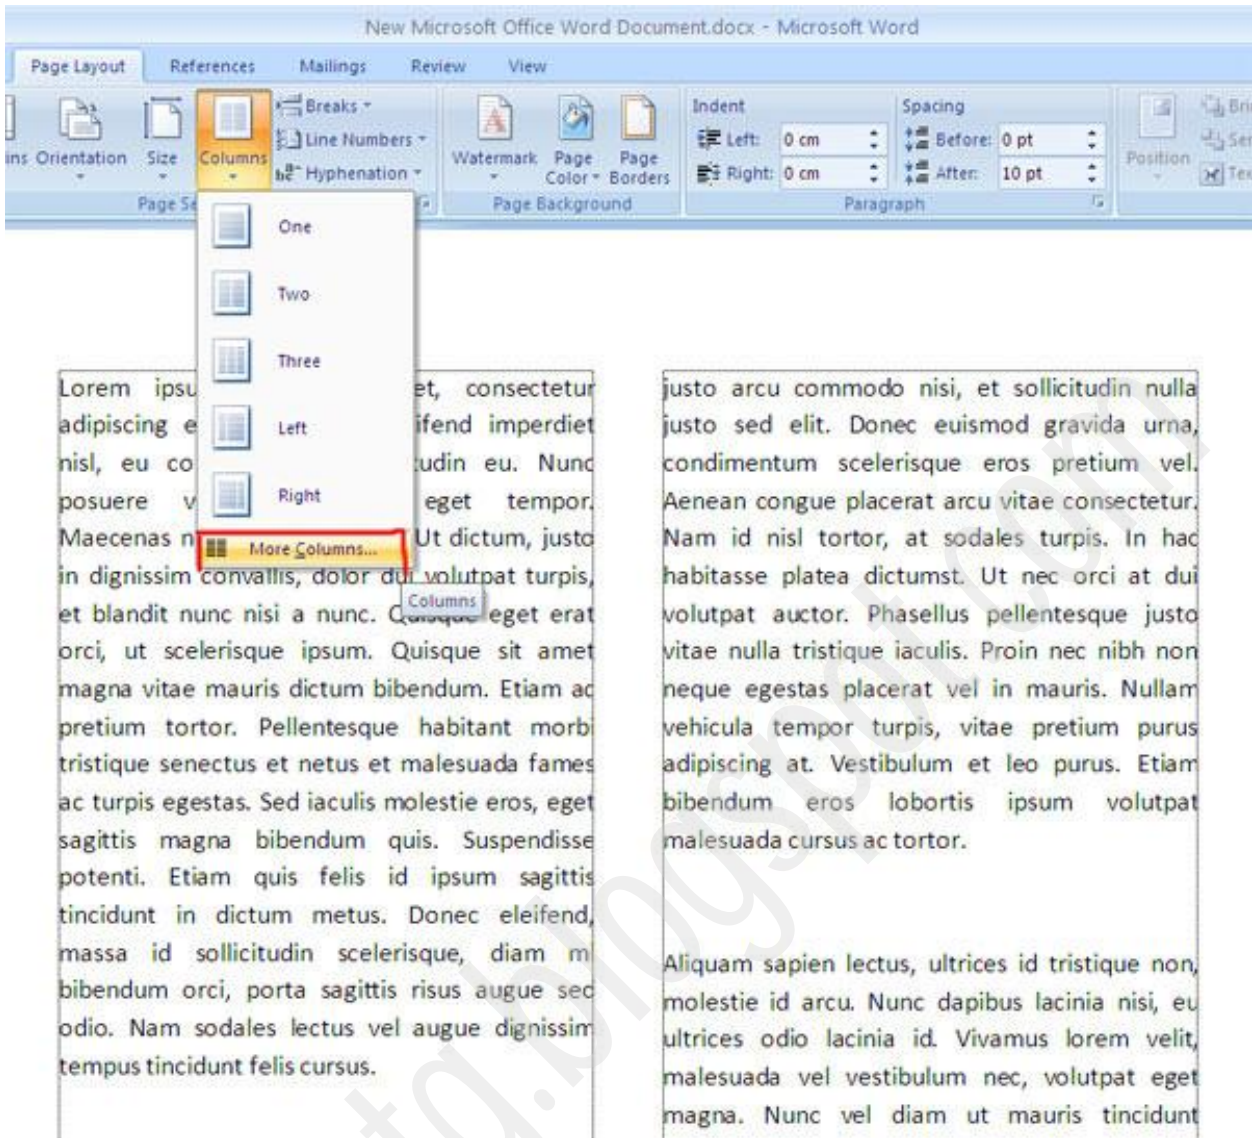 New Microsoft Office Word Document.docx - Microsoft Word
Page Layout References Mailings Review View
Breaks
Line Numbers
Hyphenation
Orientation Size Columns
Watermark Page Color Page Borders
Indent
Left: 0 cm
Right: 0 cm
Spacing
Before: 0 pt
After: 10 pt
Position
Page Background Paragraph
One
Two
Three
Left
Right
More Columns...
Columns
Lorem et, consectetur
adipiscing imperdiet
nisl, eu eu. Nunc
posuere eget tempor.
Maecenas Ut dictum, justo
in dignissim convallis, dolor dui volutpat turpis,
et blandit nunc nisi a nunc. Quisque eget erat
orci, ut scelerisque ipsum. Quisque sit amet
magna vitae mauris dictum bibendum. Etiam ac
pretium tortor. Pellentesque habitant morbi
tristique senectus et netus et malesuada fames
ac turpis egestas. Sed iaculis molestie eros, eget
sagittis magna bibendum quis. Suspendisse
potenti. Etiam quis felis id ipsum sagittis
tincidunt in dictum metus. Donec eleifend,
massa id sollicitudin scelerisque, diam mi
bibendum orci, porta sagittis risus augue sed
odio. Nam sodales lectus vel augue dignissim
tempus tincidunt felis cursus.
justo arcu commodo nisi, et sollicitudin nulla
justo sed elit. Donec euismod gravida urna,
condimentum scelerisque eros pretium vel.
Aenean congue placerat arcu vitae consectetur.
Nam id nisl tortor, at sodales turpis. In hac
habitasse platea dictumst. Ut nec orci at dui
volutpat auctor. Phasellus pellentesque justo
vitae nulla tristique iaculis. Proin nec nibh non
neque egestas placerat vel in mauris. Nullam
vehicula tempor turpis, vitae pretium purus
adipiscing at. Vestibulum et leo purus. Etiam
bibendum eros lobortis ipsum volutpat
malesuada cursus ac tortor.
Aliquam sapien lectus, ultrices id tristique non,
molestie id arcu. Nunc dapibus lacinia nisi, eu
ultrices odio lacinia id. Vivamus lorem velit,
malesuada vel vestibulum nec, volutpat eget
magna. Nunc vel diam ut mauris tincidunt